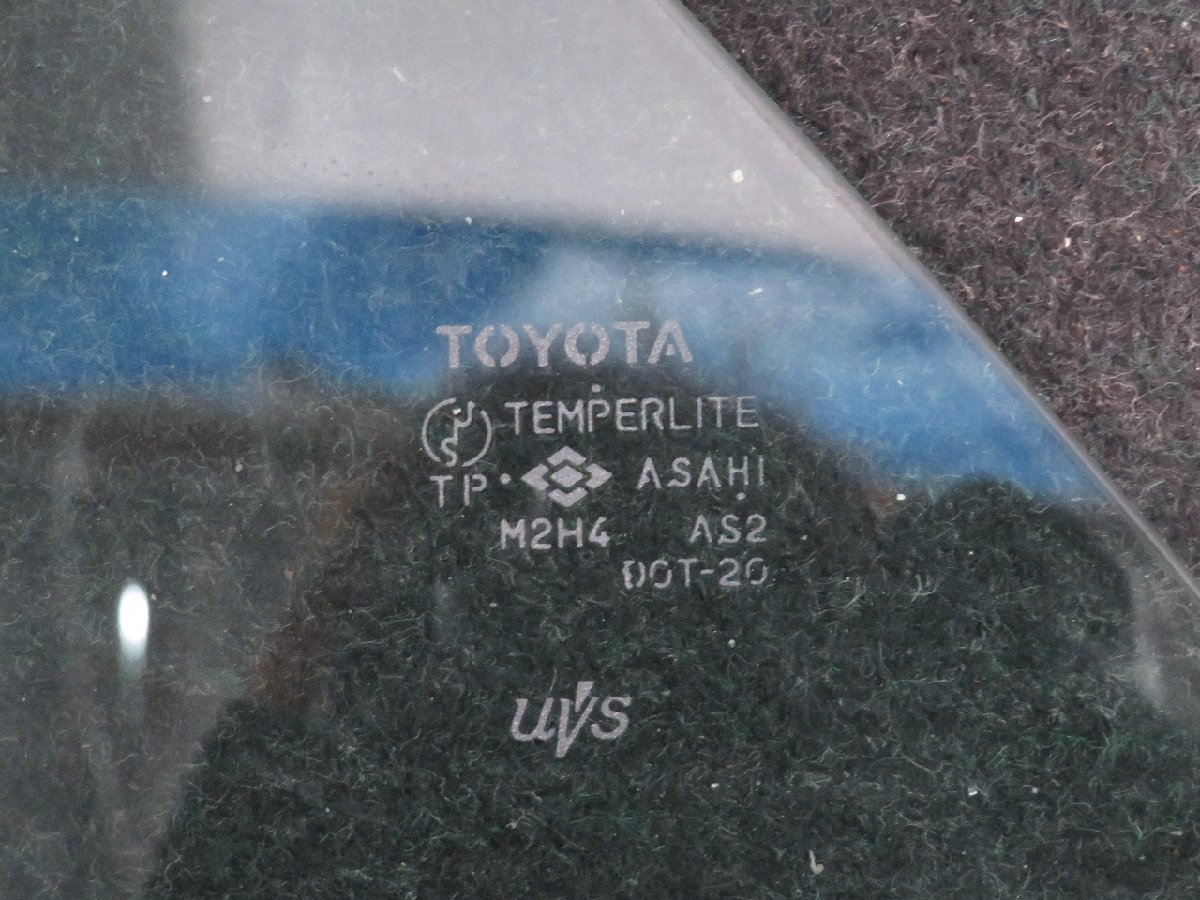 TOYOTA
TEMPERLITE
TP ASAHI
M2H4 AS2
DOT-20
UVS